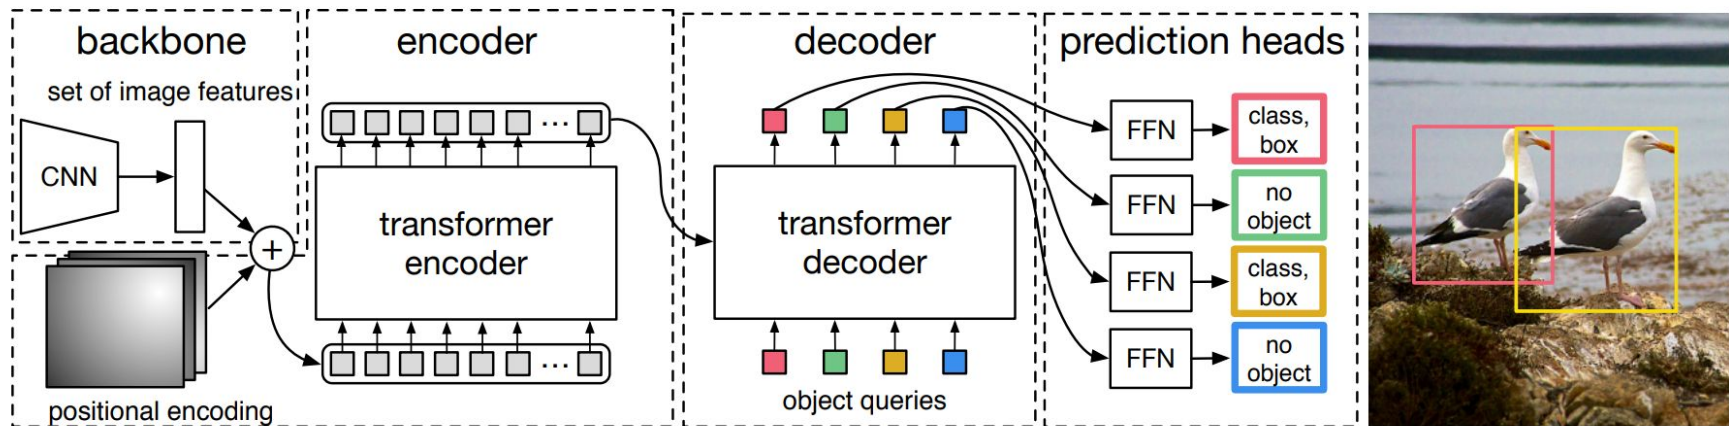 backbone
set of image features
CNN
+
positional encoding
encoder
...
transformer
encoder
...
decoder
transformer
decoder
object queries
prediction heads
FFN
class,
box
FFN
no
object
FFN
class,
box
FFN
no
object